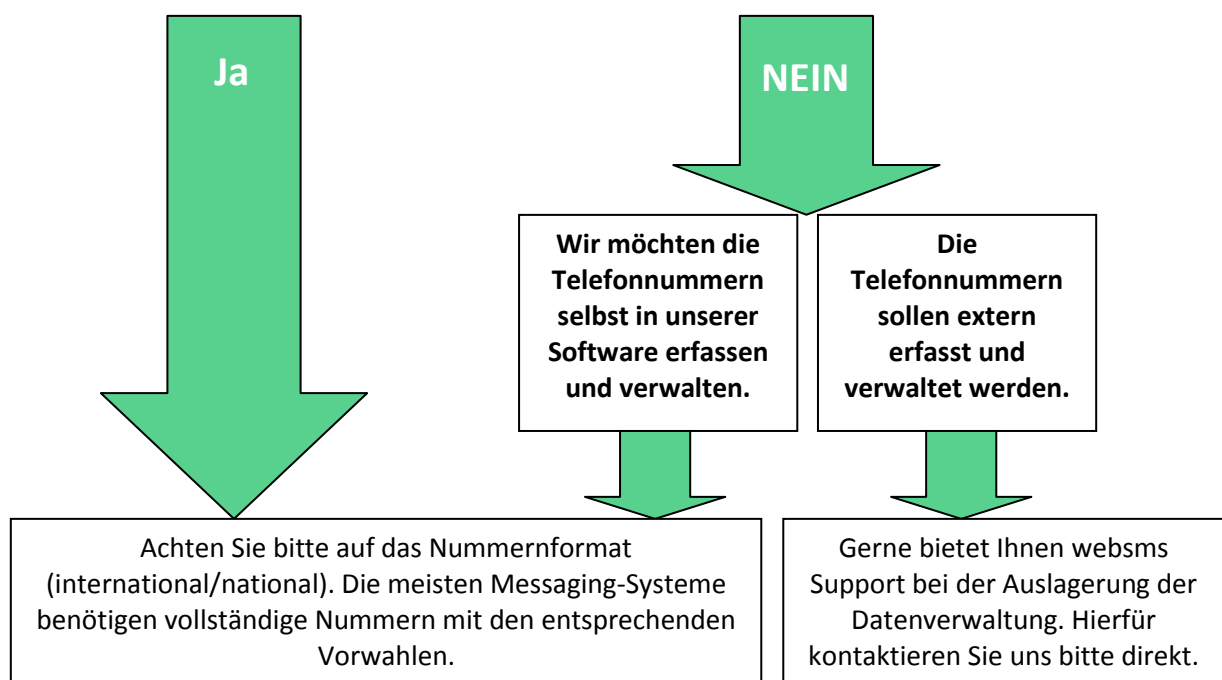 Ja
NEIN
Wir möchten die
Telefonnummern
selbst in unserer
Software erfassen
und verwalten.
Die
Telefonnummern
sollen extern
erfasst und
verwaltet werden.
Achten Sie bitte auf das Nummernformat
(international/national). Die meisten Messaging-Systeme
benötigen vollständige Nummern mit den entsprechenden
Vorwahlen.
Gerne bietet Ihnen websms
Support bei der Auslagerung der
Datenverwaltung. Hierfür
kontaktieren Sie uns bitte direkt.